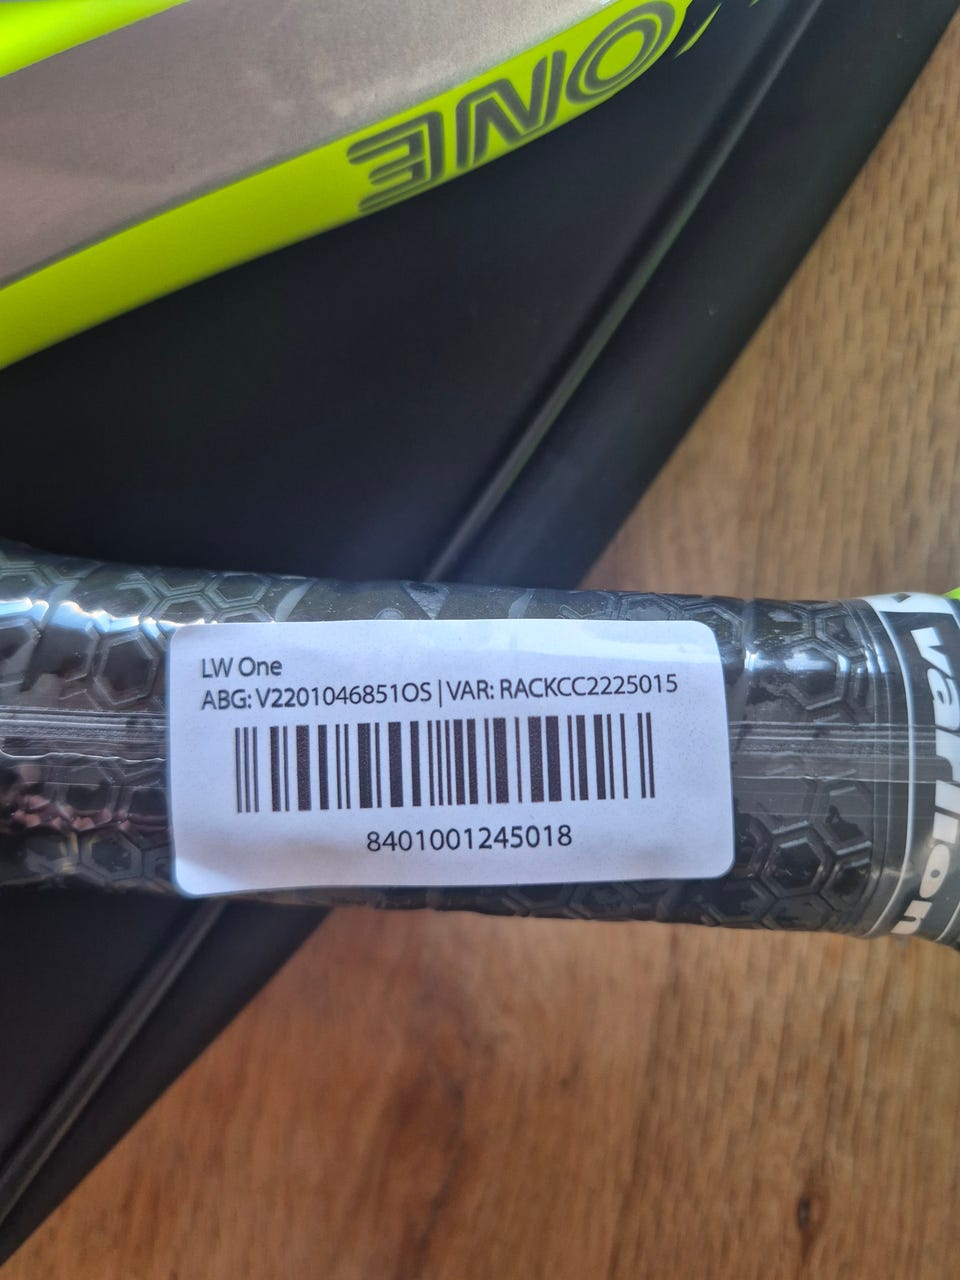 ONE
LW One
ABG: V2201046851OS | VAR: RACKCC2225015
8401001245018
varlion